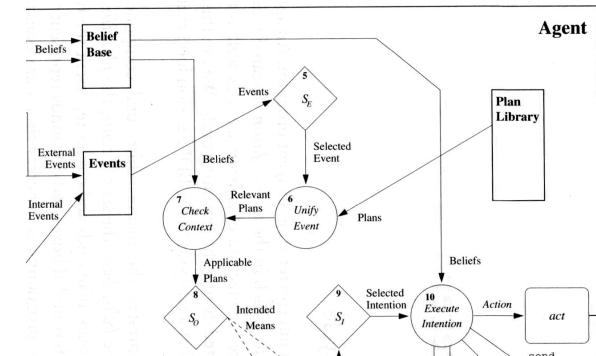 Agent
Belief
Base
Beliefs
5
S_E
Events
Plan
Library
Selected
Event
External
Events
Events
Beliefs
Internal
Events
7
Check
Context
Relevant
Plans
6
Unify
Event
Plans
Applicable
Plans
Beliefs
8
S_O
Intended
Means
9
S_I
Selected
Intention
10
Execute
Intention
Action
act
send